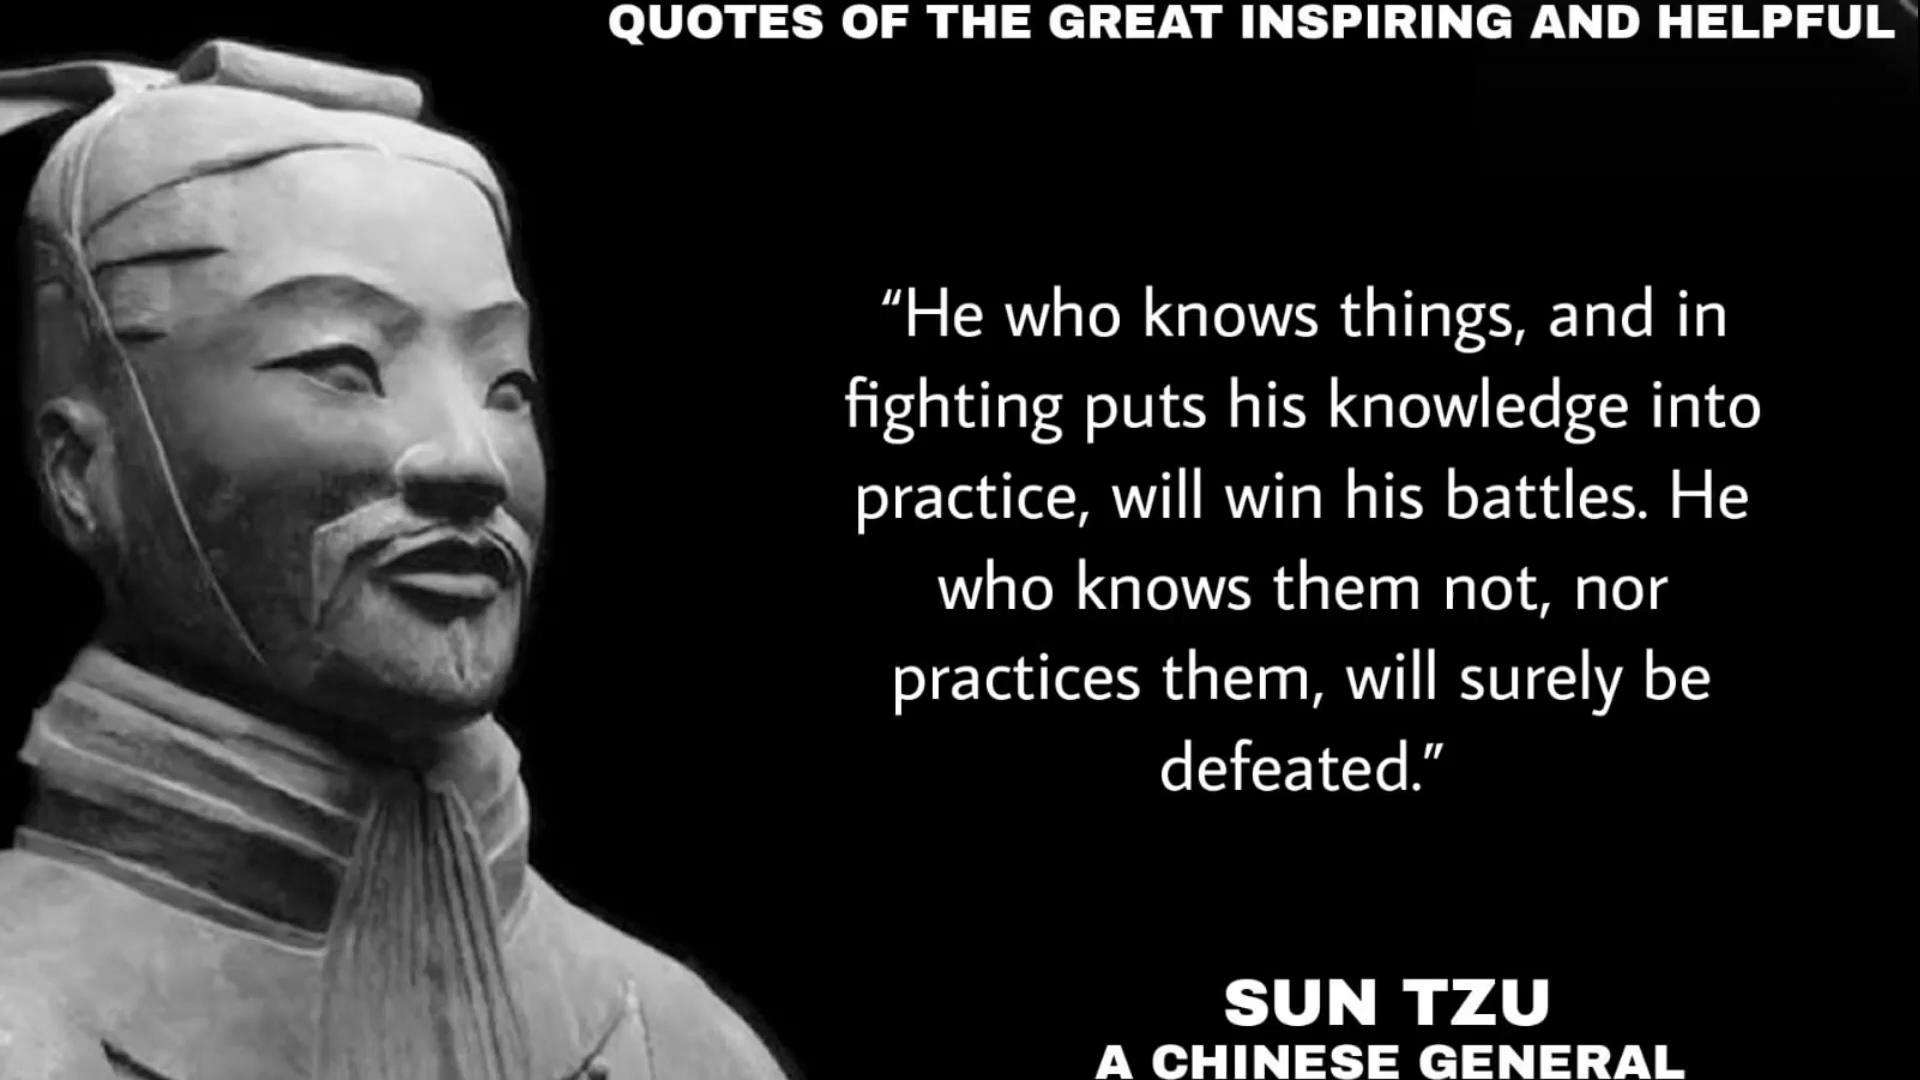 QUOTES OF THE GREAT INSPIRING AND HELPFUL
“He who knows things, and in
fighting puts his knowledge into
practice, will win his battles. He
who knows them not, nor
practices them, will surely be
defeated.”
SUN TZU
A CHINESE GENERAL